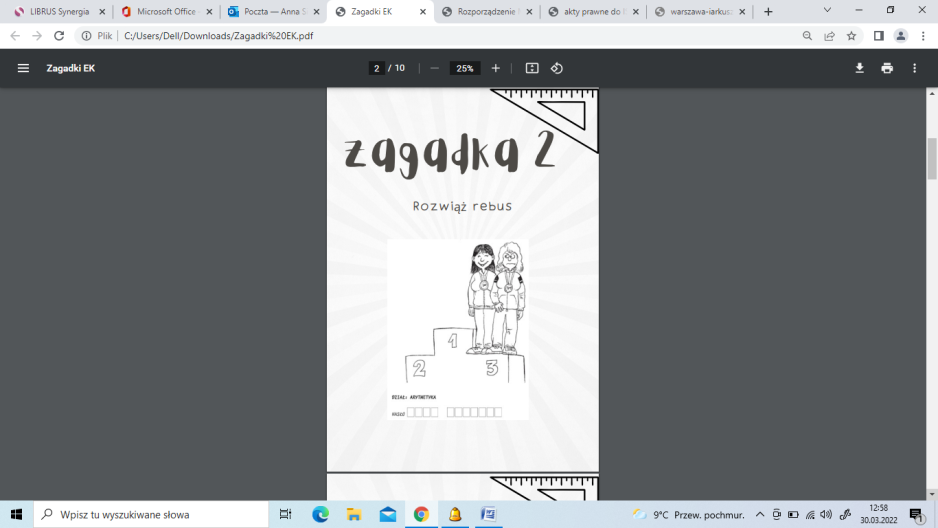 LIBRUS Synergia
Microsoft Office
Poczta — Anna S
Zagadki EK
Rozporządzenie
akty prawne do
warszawa-iarkusz
Plik
C:/Users/Dell/Downloads/Zagadki%20EK.pdf
Zagadki EK
2 / 10
25%
zagadka 2
Rozwiąż rebus
1
2
3
DZIAŁ: ARYTMETYKA
Wpisz tu wyszukiwane słowa
9°C Przew. pochmur.
12:58
30.03.2022
1